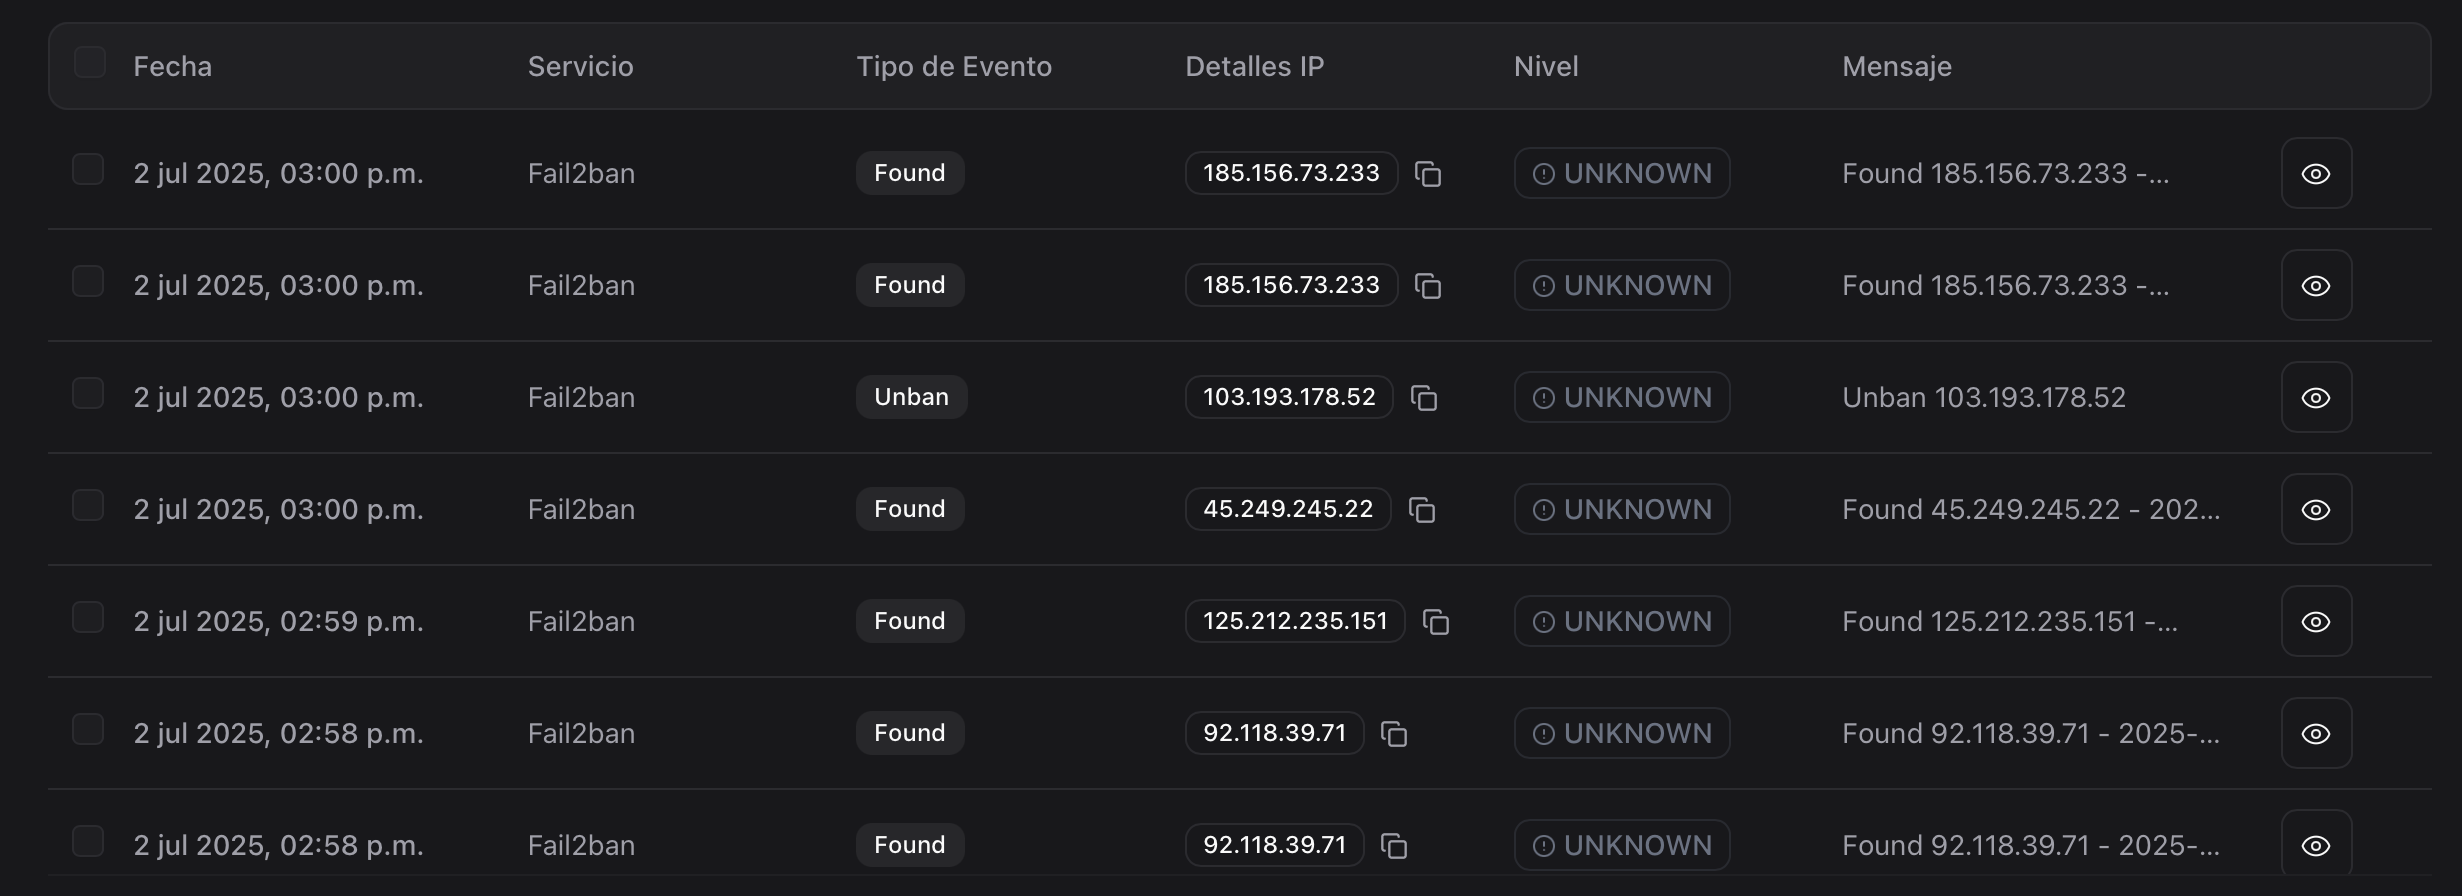 Fecha Servicio Tipo de Evento Detalles IP Nivel Mensaje
2 jul 2025, 03:00 p.m. Fail2ban Found 185.156.73.233 UNKNOWN Found 185.156.73.233 -...
2 jul 2025, 03:00 p.m. Fail2ban Found 185.156.73.233 UNKNOWN Found 185.156.73.233 -...
2 jul 2025, 03:00 p.m. Fail2ban Unban 103.193.178.52 UNKNOWN Unban 103.193.178.52
2 jul 2025, 03:00 p.m. Fail2ban Found 45.249.245.22 UNKNOWN Found 45.249.245.22 - 202...
2 jul 2025, 02:59 p.m. Fail2ban Found 125.212.235.151 UNKNOWN Found 125.212.235.151 -...
2 jul 2025, 02:58 p.m. Fail2ban Found 92.118.39.71 UNKNOWN Found 92.118.39.71 - 2025-...
2 jul 2025, 02:58 p.m. Fail2ban Found 92.118.39.71 UNKNOWN Found 92.118.39.71 - 2025-...